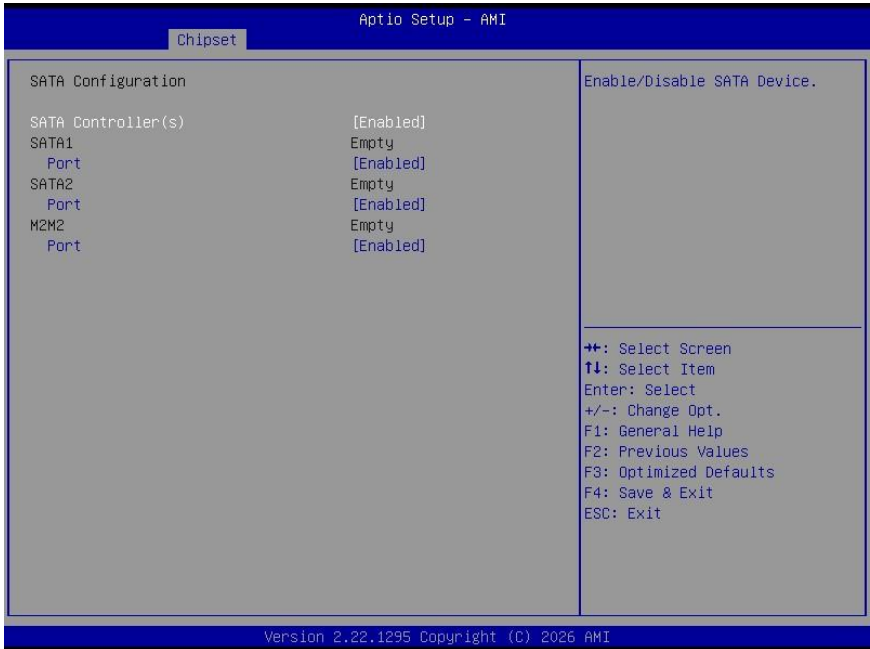 Aptio Setup – AMI
Chipset
SATA Configuration
SATA Controller(s) [Enabled]
SATA1 Empty
Port [Enabled]
SATA2 Empty
Port [Enabled]
M2M2 Empty
Port [Enabled]
Enable/Disable SATA Device.
→←: Select Screen
↑↓: Select Item
Enter: Select
+/-: Change Opt.
F1: General Help
F2: Previous Values
F3: Optimized Defaults
F4: Save & Exit
ESC: Exit
Version 2.22.1295 Copyright (C) 2026 AMI